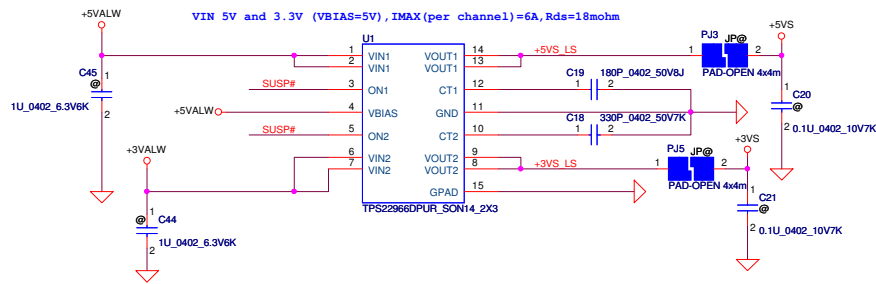 VIN 5V and 3.3V (VBIAS=5V),IMAX(per channel)=6A,Rds=18mohm
+5VALW
+5VS
U1
PJ3
JP@
1
VIN1
VOUT1
14
+5VS_LS
1
2
2
VIN1
VOUT1
13
PAD-OPEN 4x4m
C45
@
1
2
1U_0402_6.3V6K
SUSP#
3
ON1
CT1
12
C19
180P_0402_50V8J
1
2
+5VALW
4
VBIAS
GND
11
C18
330P_0402_50V7K
SUSP#
5
ON2
CT2
10
1
2
1
C20
@
2
0.1U_0402_10V7K
+3VALW
+3VS
6
VIN2
VOUT2
9
PJ5
JP@
7
VIN2
VOUT2
8
+3VS_LS
1
2
PAD-OPEN 4x4m
GPAD
15
TPS22966DPUR_SON14_2X3
1
@
C44
2
1U_0402_6.3V6K
1
C21
@
2
0.1U_0402_10V7K